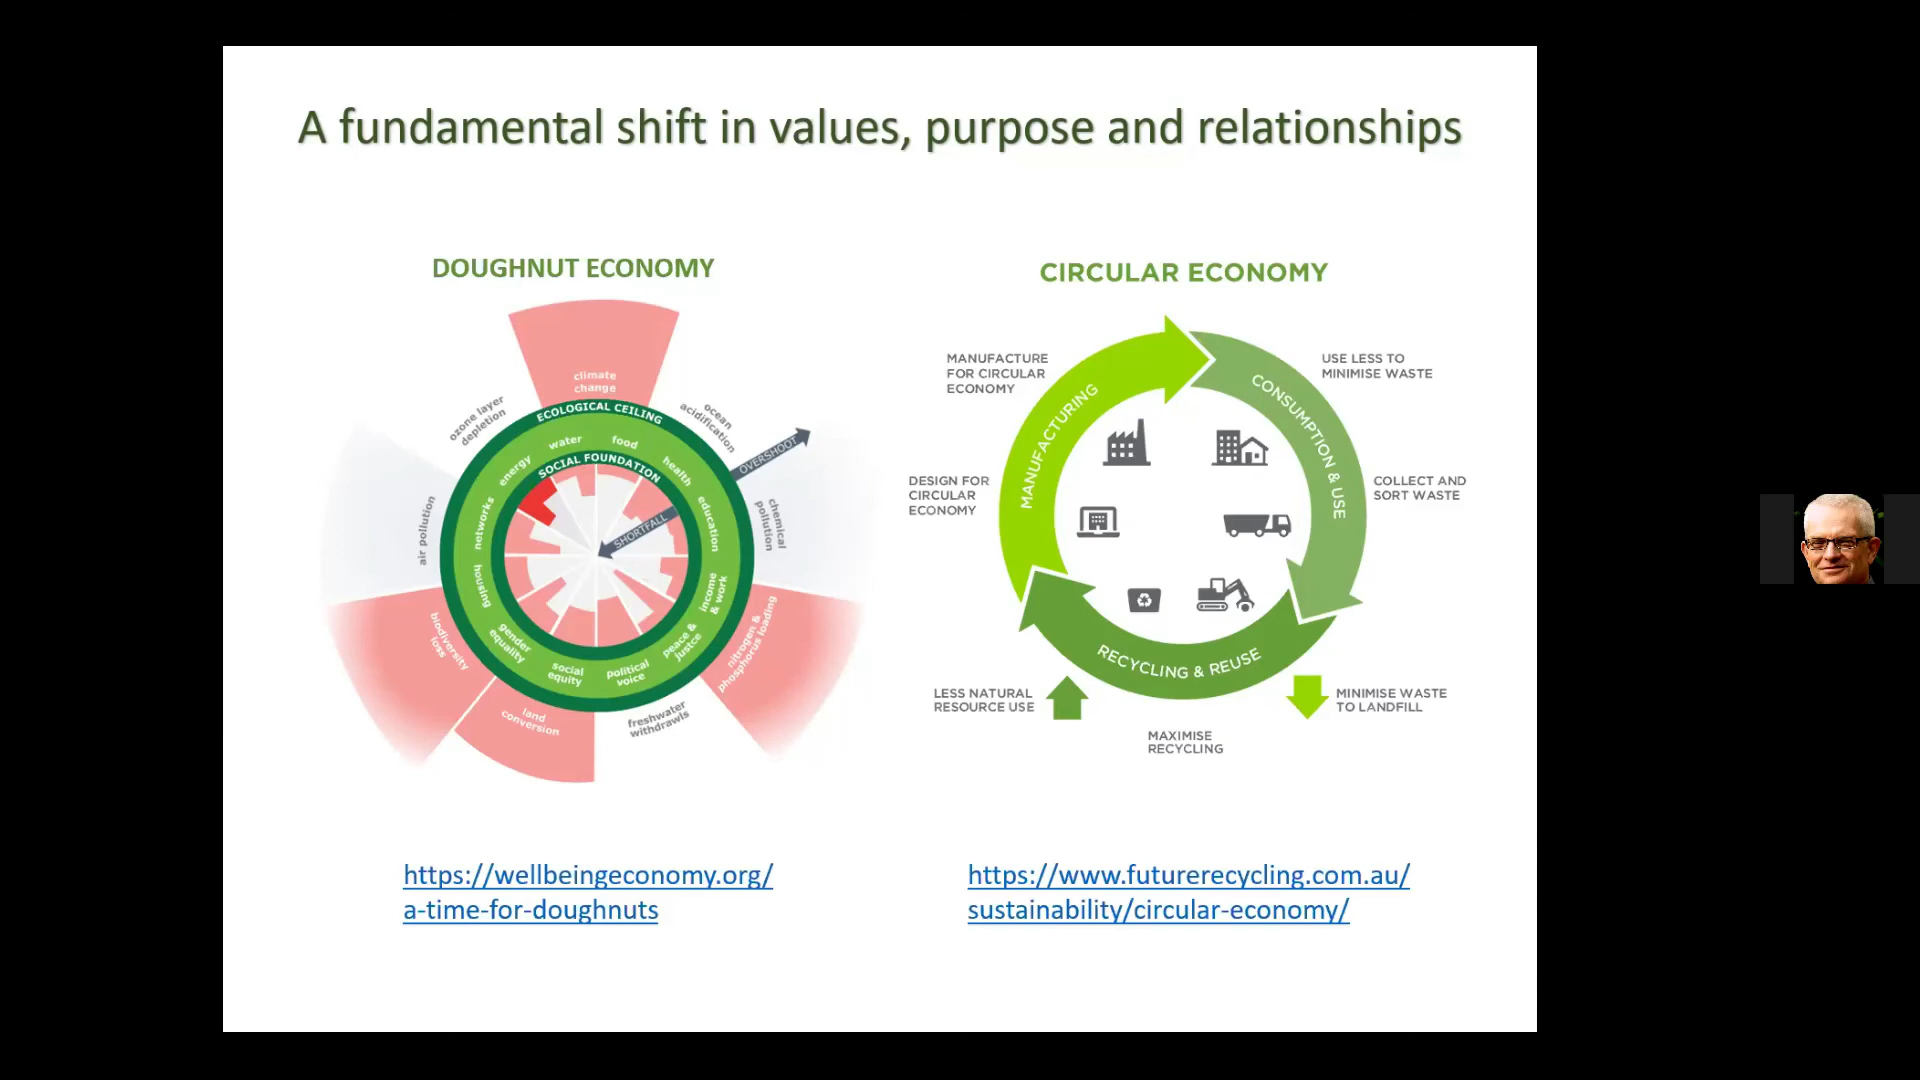 A fundamental shift in values, purpose and relationships
DOUGHNUT ECONOMY
climate
change
ozone layer
depletion
ocean
acidification
ECOLOGICAL CEILING
OVERSHOOT
water
food
energy
health
SOCIAL FOUNDATION
networks
education
air pollution
chemical
pollution
SHORTFALL
housing
income
& work
biodiversity
loss
gender
equality
peace &
justce
nitrogen &
phosphorus loading
social
equity
political
voice
land
conversion
freshwater
withdrawls
https://wellbeingeconomy.org/
a-time-for-doughnuts
CIRCULAR ECONOMY
MANUFACTURE
FOR CIRCULAR
ECONOMY
USE LESS TO
MINIMISE WASTE
MANUFACTURING
CONSUMPTION & USE
DESIGN FOR
CIRCULAR
ECONOMY
COLLECT AND
SORT WASTE
RECYCLING & REUSE
LESS NATURAL
RESOURCE USE
MINIMISE WASTE
TO LANDFILL
MAXIMISE
RECYCLING
https://www.futurerecycling.com.au/
sustainability/circular-economy/